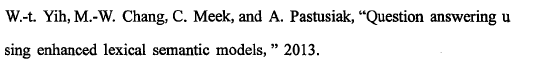 W.-t. Yih, M.-W. Chang, C. Meek, and A. Pastusiak, “Question answering u
sing enhanced lexical semantic models, ” 2013.